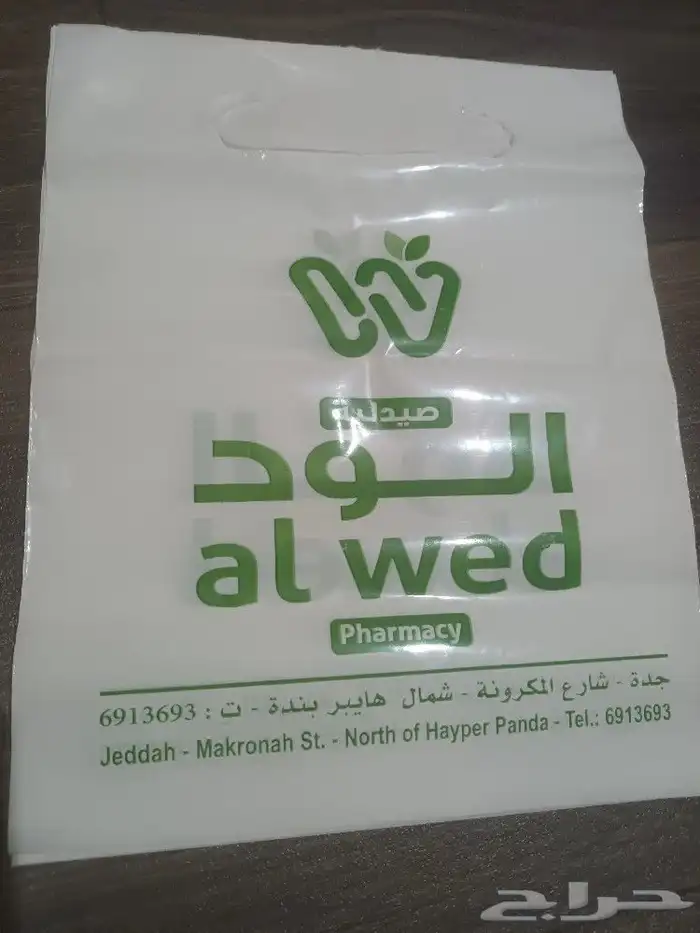 صيدلية
الود
al wed
Pharmacy
جدة - شارع المكرونة - شمال هايبر بندة - ت : 6913693
Jeddah - Makronah St. - North of Hayper Panda - Tel.: 6913693
حراج